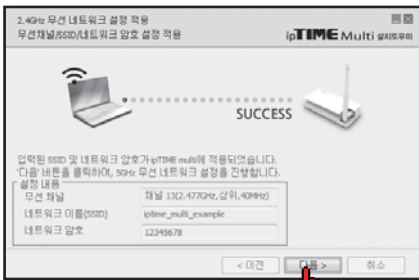 2.4GHz 무선 네트워크 설정 적용
무선채널/SSID/네트워크 암호 설정 적용
ipTIME Multi 설치도우미
SUCCESS
입력된 SSID 및 네트워크 암호가 ipTIME multi에 적용되었습니다.
'다음' 버튼을 클릭하여, 5GHz 무선 네트워크 설정을 진행합니다.
설정 내용
무선 채널 채널 13(2.477GHz,상위,40MHz)
네트워크 이름(SSID) iptime_multi_example
네트워크 암호 12345678
< 이전 다음 > 취소